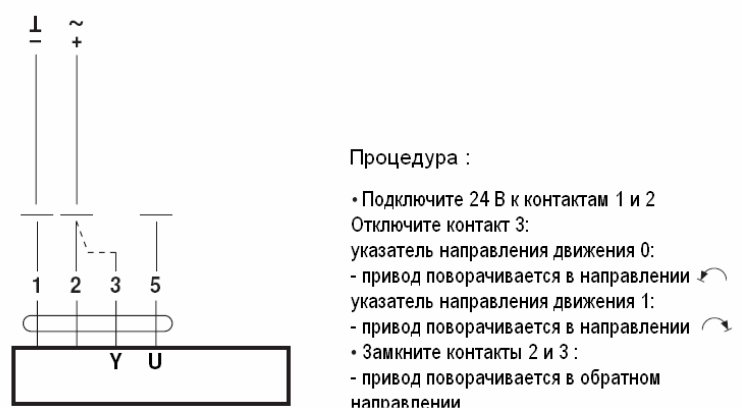 ⊥ ~
− +
1 2 3 5
Y U
Процедура :
• Подключите 24 В к контактам 1 и 2
Отключите контакт 3:
указатель направления движения 0:
- привод поворачивается в направлении
указатель направления движения 1:
- привод поворачивается в направлении
• Замкните контакты 2 и 3 :
- привод поворачивается в обратном
направлении